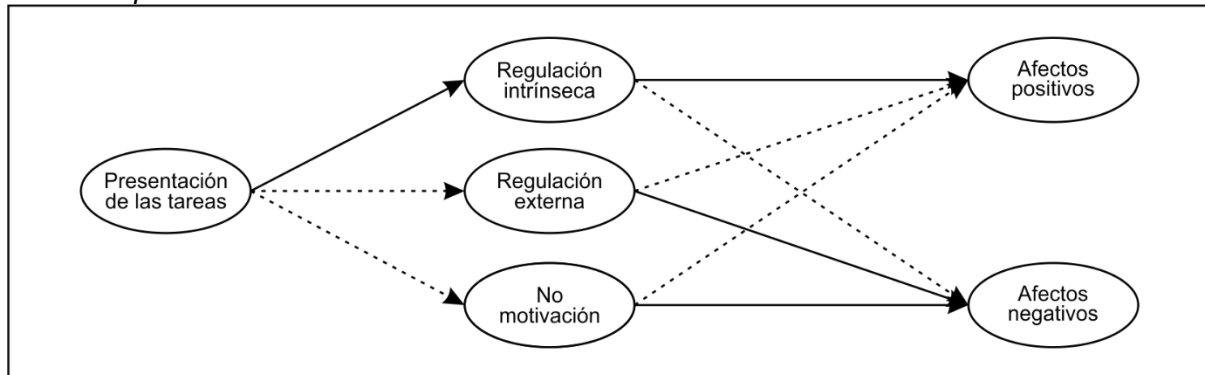 Regulación
intrínseca
Afectos
positivos
Presentación
de las tareas
Regulación
externa
No
motivación
Afectos
negativos